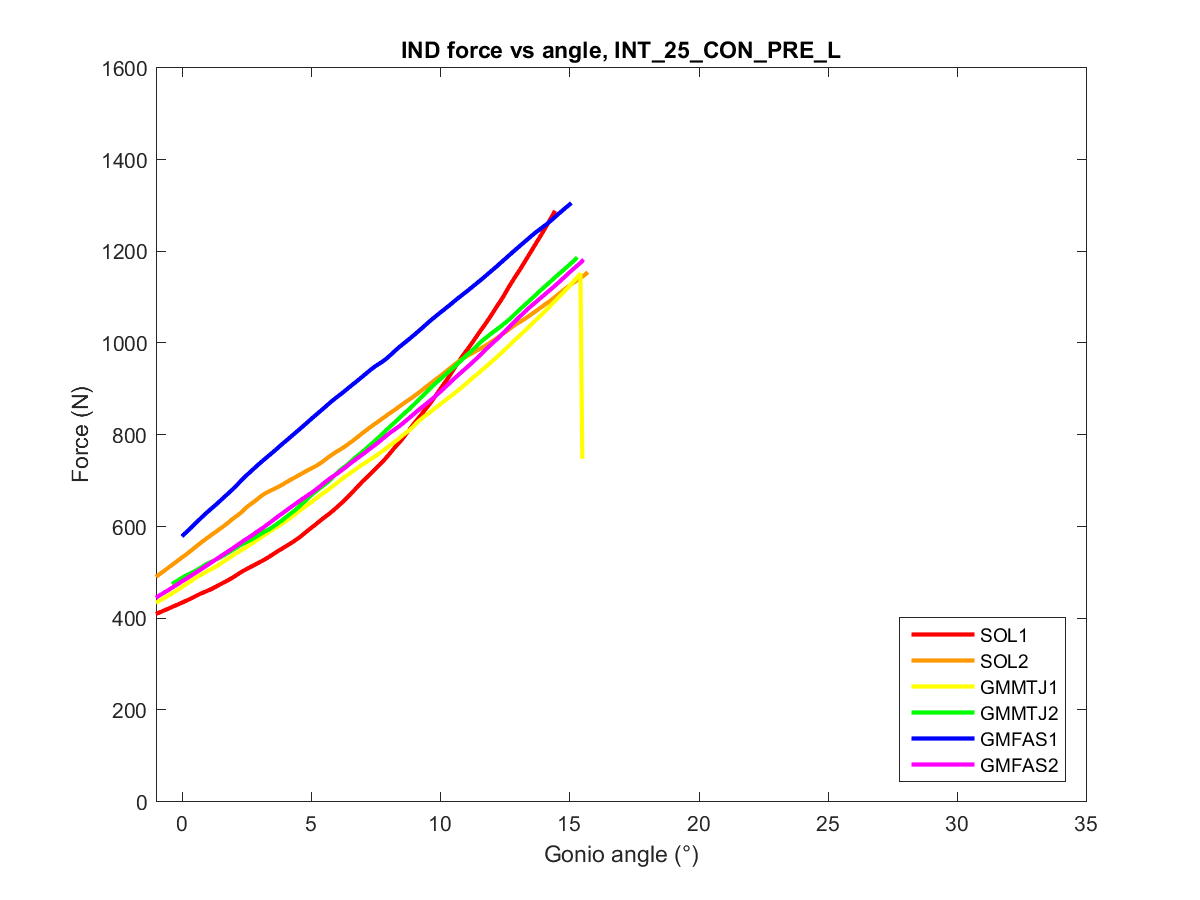 IND force vs angle, INT_25_CON_PRE_L
1600
1400
1200
1000
800
600
400
200
0
Force (N)
0 5 10 15 20 25 30 35
Gonio angle (°)
SOL1
SOL2
GMMTJ1
GMMTJ2
GMFAS1
GMFAS2